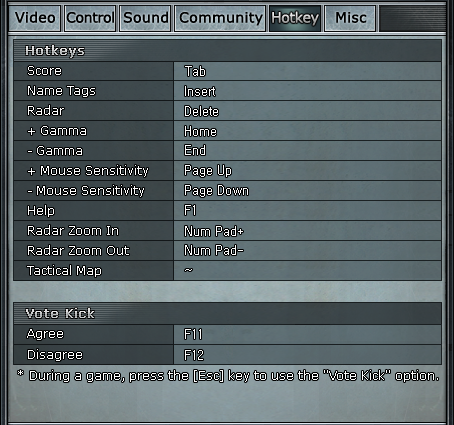 Video Control Sound Community Hotkey Misc
Hotkeys
Score Tab
Name Tags Insert
Radar Delete
+ Gamma Home
- Gamma End
+ Mouse Sensitivity Page Up
- Mouse Sensitivity Page Down
Help F1
Radar Zoom In Num Pad+
Radar Zoom Out Num Pad-
Tactical Map ~
Vote Kick
Agree F11
Disagree F12
* During a game, press the [Esc] key to use the "Vote Kick" option.